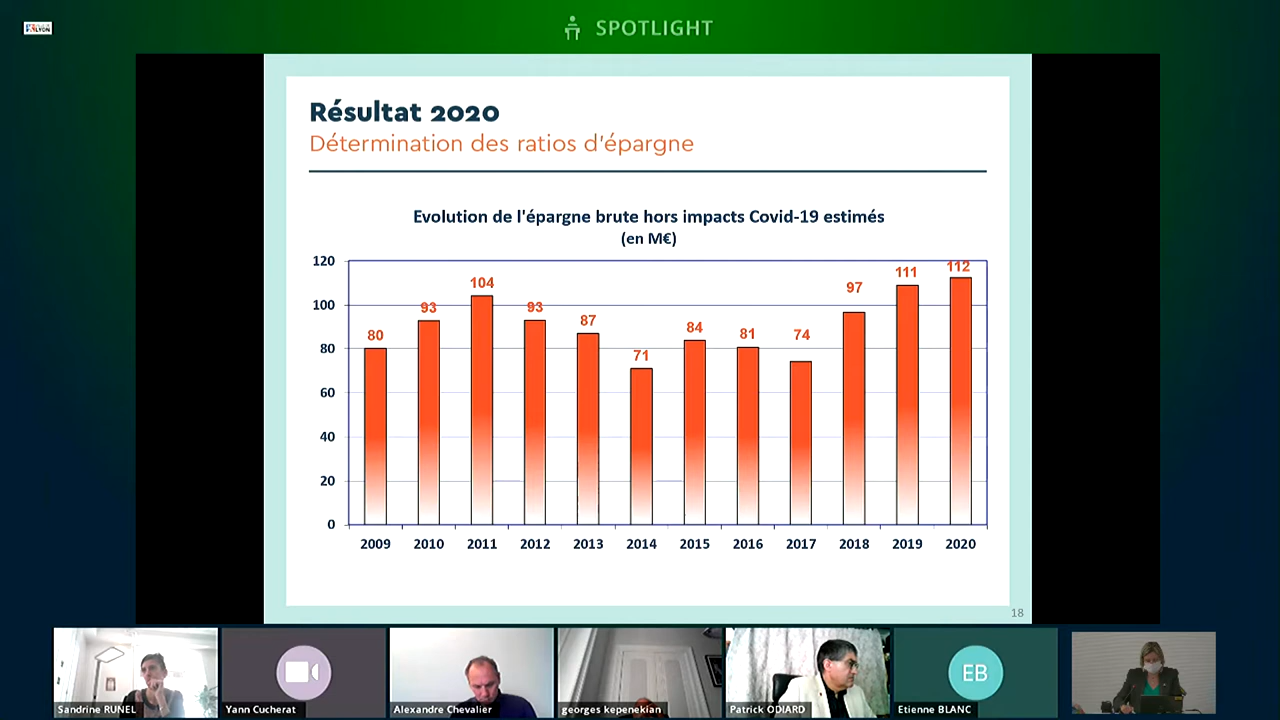 LYON
SPOTLIGHT
Résultat 2020
Détermination des ratios d'épargne
Evolution de l'épargne brute hors impacts Covid-19 estimés
(en M€)
120
100
80
60
40
20
0
80
93
104
93
87
71
84
81
74
97
111
112
2009
2010
2011
2012
2013
2014
2015
2016
2017
2018
2019
2020
18
Sandrine RUNEL
Yann Cucherat
Alexandre Chevalier
georges kepenekian
Patrick ODIARD
EB
Etienne BLANC